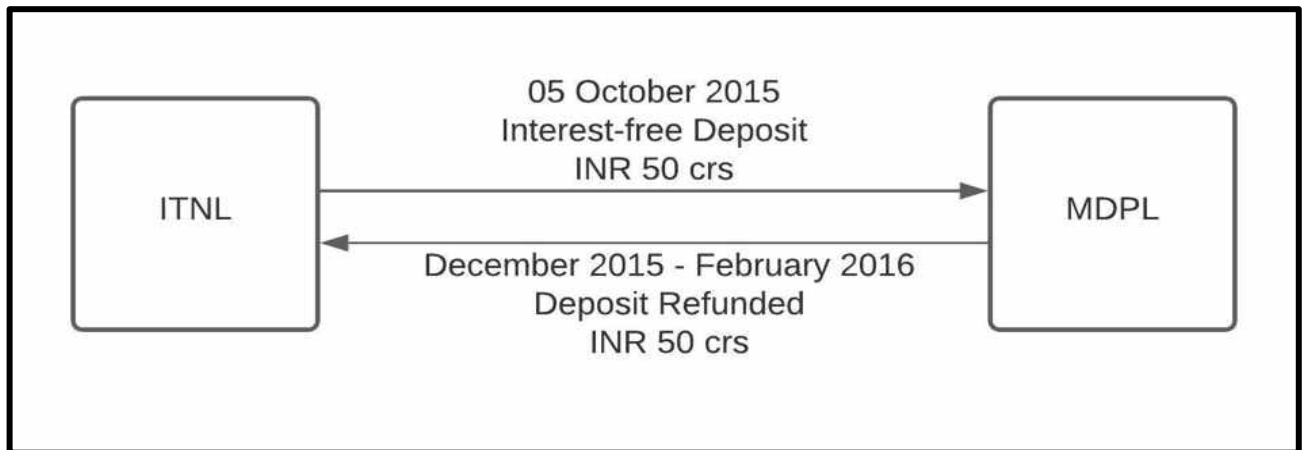 05 October 2015
Interest-free Deposit
INR 50 crs
ITNL
MDPL
December 2015 - February 2016
Deposit Refunded
INR 50 crs